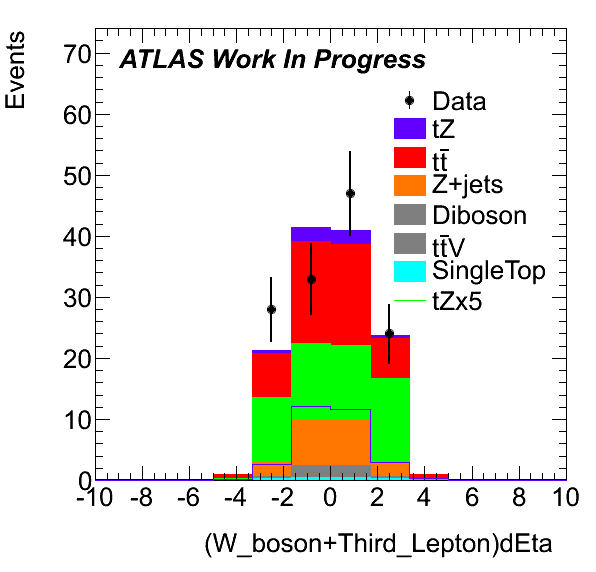 Events
ATLAS Work In Progress
70
60
50
40
30
20
10
0
Data
tZ
tt̄
Z+jets
Diboson
tt̄V
SingleTop
tZx5
-10 -8 -6 -4 -2 0 2 4 6 8 10
(W_boson+Third_Lepton)dEta